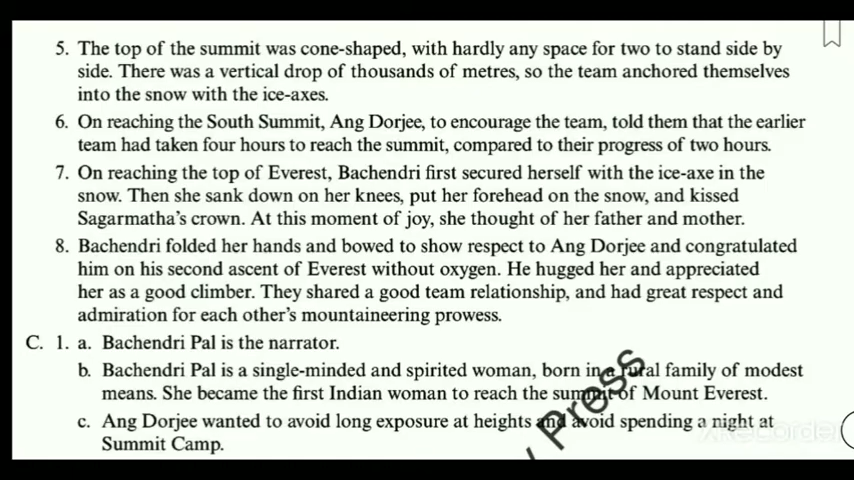 5. The top of the summit was cone-shaped, with hardly any space for two to stand side by
side. There was a vertical drop of thousands of metres, so the team anchored themselves
into the snow with the ice-axes.
6. On reaching the South Summit, Ang Dorjee, to encourage the team, told them that the earlier
team had taken four hours to reach the summit, compared to their progress of two hours.
7. On reaching the top of Everest, Bachendri first secured herself with the ice-axe in the
snow. Then she sank down on her knees, put her forehead on the snow, and kissed
Sagarmatha's crown. At this moment of joy, she thought of her father and mother.
8. Bachendri folded her hands and bowed to show respect to Ang Dorjee and congratulated
him on his second ascent of Everest without oxygen. He hugged her and appreciated
her as a good climber. They shared a good team relationship, and had great respect and
admiration for each other's mountaineering prowess.
C. 1. a. Bachendri Pal is the narrator.
b. Bachendri Pal is a single-minded and spirited woman, born in a rural family of modest
means. She became the first Indian woman to reach the summit of Mount Everest.
c. Ang Dorjee wanted to avoid long exposure at heights and avoid spending a night at
Summit Camp.
Press
XRecorder